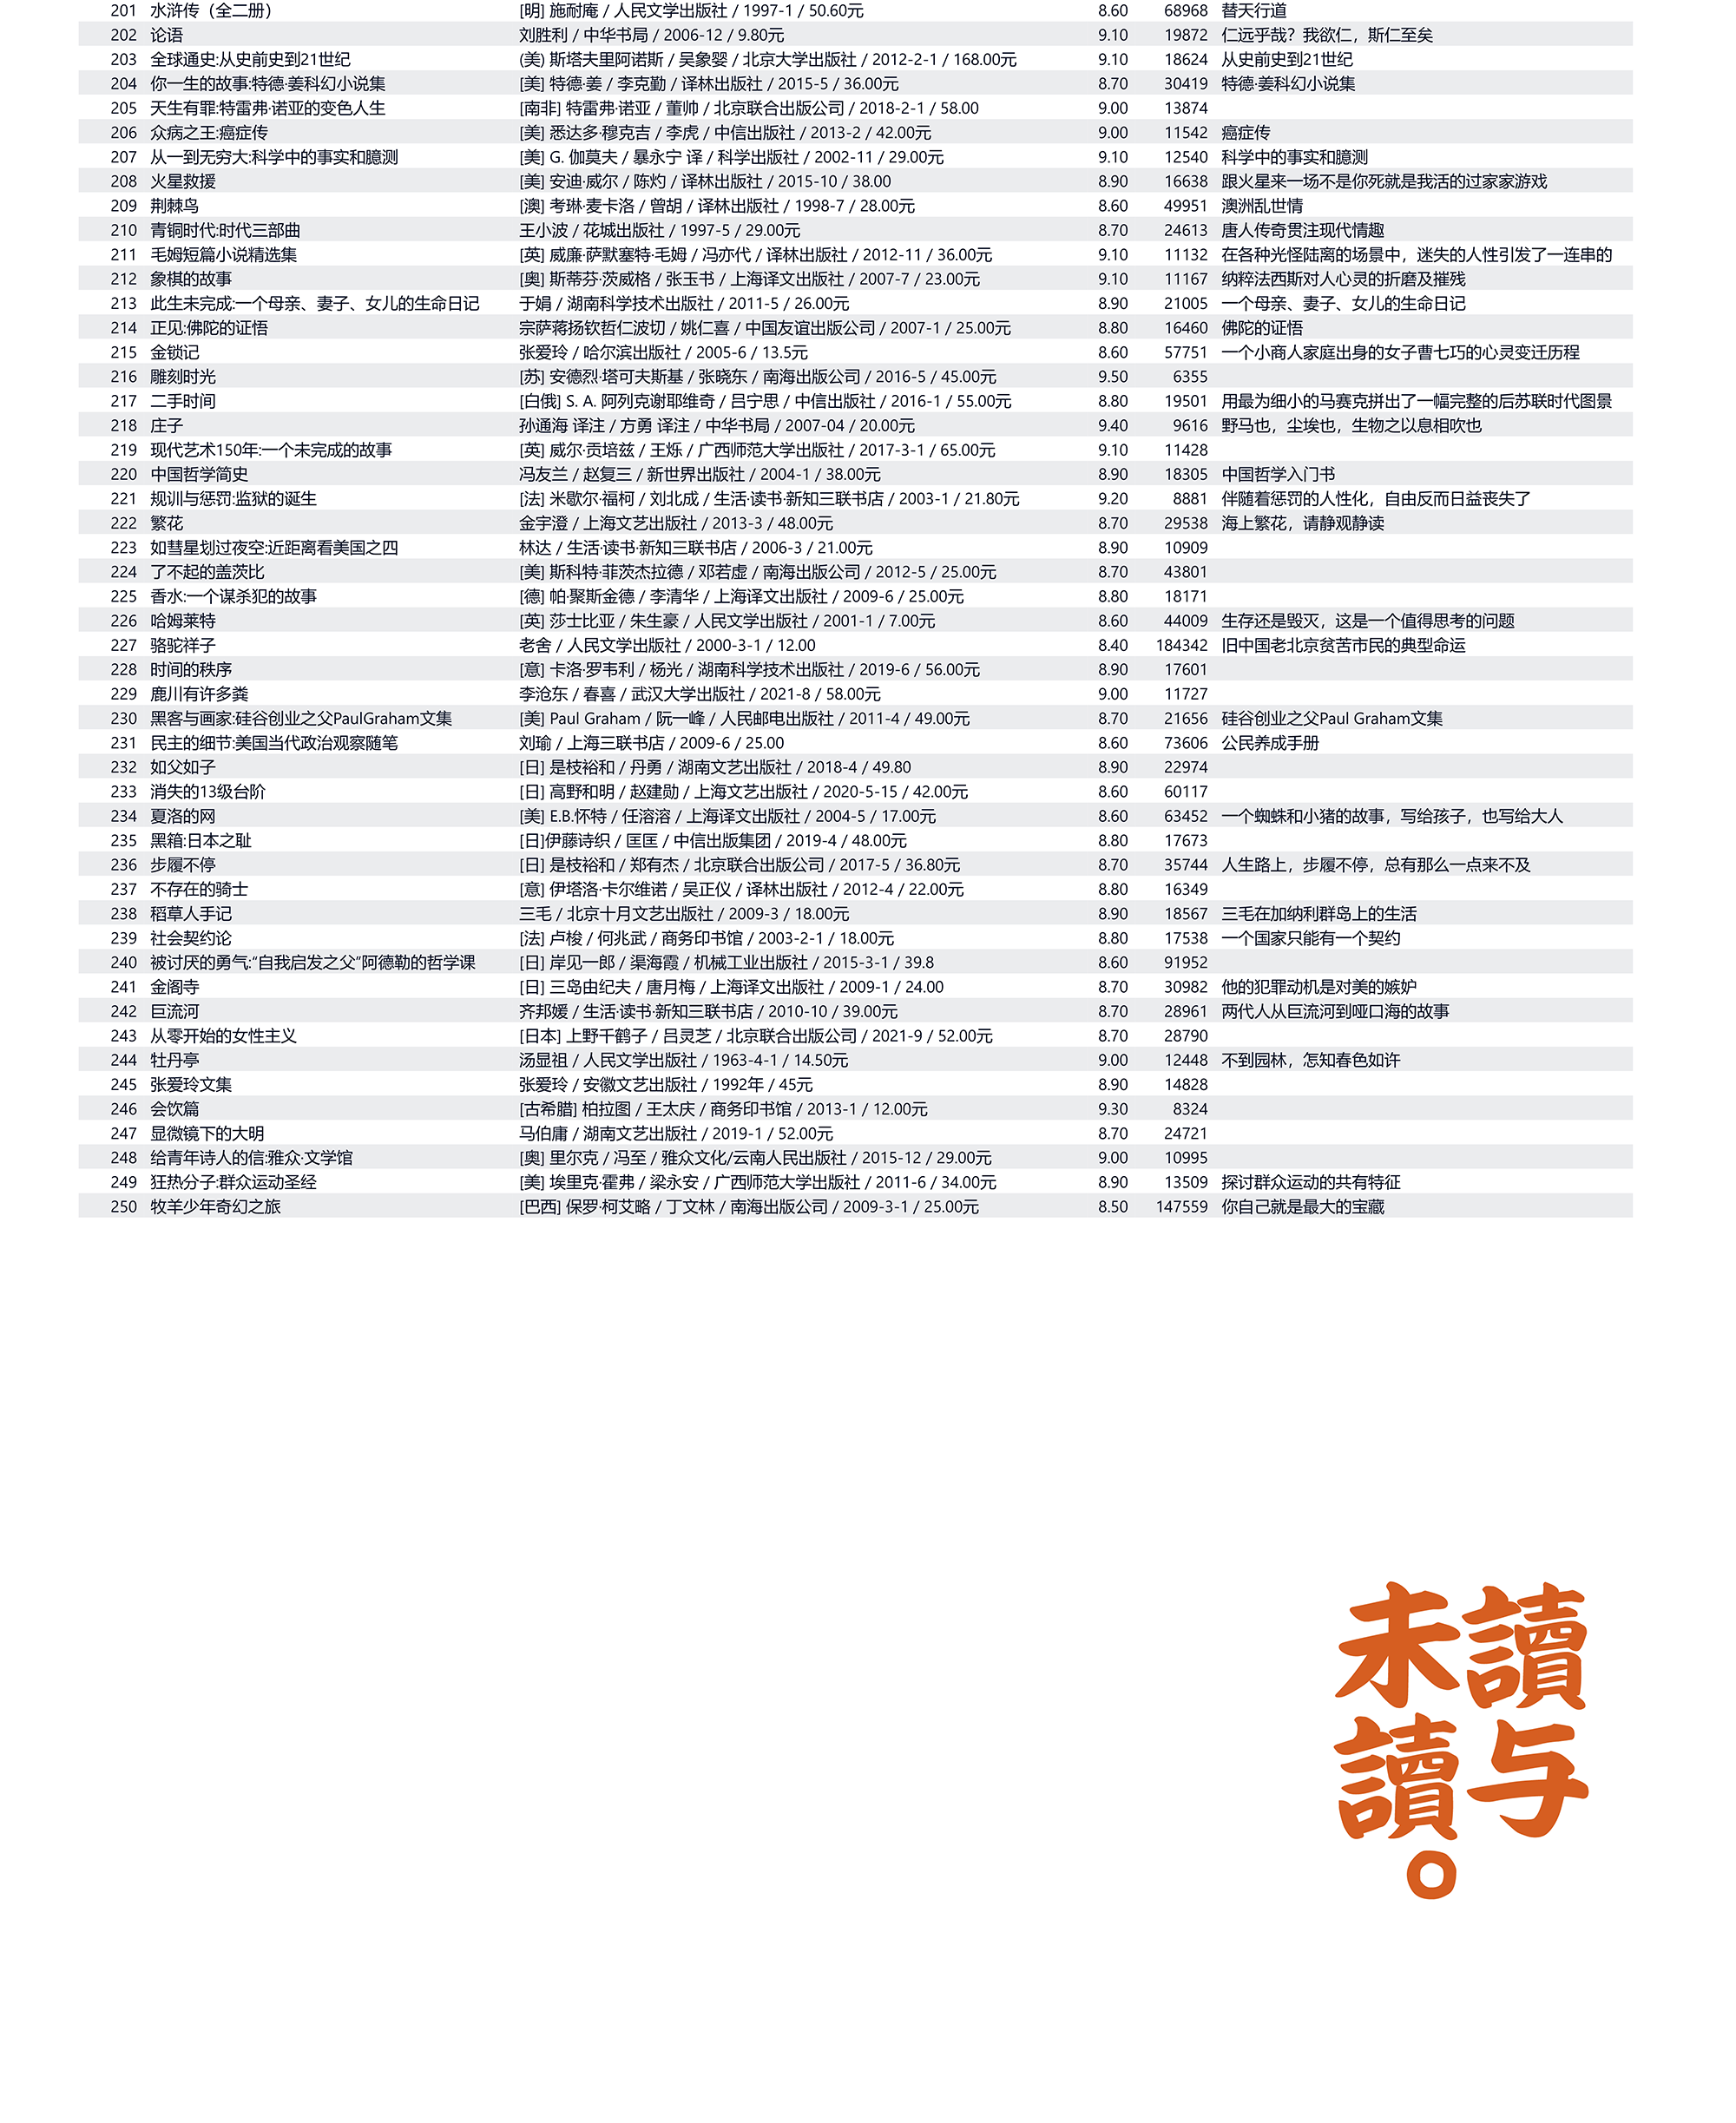 201 水浒传（全二册） [明] 施耐庵 / 人民文学出版社 / 1997-1 / 50.60元 8.60 68968 替天行道
202 论语 刘胜利 / 中华书局 / 2006-12 / 9.80元 9.10 19872 仁远乎哉？我欲仁，斯仁至矣
203 全球通史:从史前史到21世纪 (美) 斯塔夫里阿诺斯 / 吴象婴 / 北京大学出版社 / 2012-2-1 / 168.00元 9.10 18624 从史前史到21世纪
204 你一生的故事:特德·姜科幻小说集 [美] 特德·姜 / 李克勤 / 译林出版社 / 2015-5 / 36.00元 8.70 30419 特德·姜科幻小说集
205 天生有罪:特雷弗·诺亚的变色人生 [南非] 特雷弗·诺亚 / 董帅 / 北京联合出版公司 / 2018-2-1 / 58.00 9.00 13874
206 众病之王:癌症传 [美] 悉达多·穆克吉 / 李虎 / 中信出版社 / 2013-2 / 42.00元 9.00 11542 癌症传
207 从一到无穷大:科学中的事实和臆测 [美] G. 伽莫夫 / 暴永宁 译 / 科学出版社 / 2002-11 / 29.00元 9.10 12540 科学中的事实和臆测
208 火星救援 [美] 安迪·威尔 / 陈灼 / 译林出版社 / 2015-10 / 38.00 8.90 16638 跟火星来一场不是你死就是我活的过家家游戏
209 荆棘鸟 [澳] 考琳·麦卡洛 / 曾胡 / 译林出版社 / 1998-7 / 28.00元 8.60 49951 澳洲乱世情
210 青铜时代:时代三部曲 王小波 / 花城出版社 / 1997-5 / 29.00元 8.70 24613 唐人传奇贯注现代情趣
211 毛姆短篇小说精选集 [英] 威廉·萨默塞特·毛姆 / 冯亦代 / 译林出版社 / 2012-11 / 36.00元 9.10 11132 在各种光怪陆离的场景中，迷失的人性引发了一连串的
212 象棋的故事 [奥] 斯蒂芬·茨威格 / 张玉书 / 上海译文出版社 / 2007-7 / 23.00元 9.10 11167 纳粹法西斯对人心灵的折磨及摧残
213 此生未完成:一个母亲、妻子、女儿的生命日记 于娟 / 湖南科学技术出版社 / 2011-5 / 26.00元 8.90 21005 一个母亲、妻子、女儿的生命日记
214 正见:佛陀的证悟 宗萨蒋扬钦哲仁波切 / 姚仁喜 / 中国友谊出版公司 / 2007-1 / 25.00元 8.80 16460 佛陀的证悟
215 金锁记 张爱玲 / 哈尔滨出版社 / 2005-6 / 13.5元 8.60 57751 一个小商人家庭出身的女子曹七巧的心灵变迁历程
216 雕刻时光 [苏] 安德烈·塔可夫斯基 / 张晓东 / 南海出版公司 / 2016-5 / 45.00元 9.50 6355
217 二手时间 [白俄] S. A. 阿列克谢耶维奇 / 吕宁思 / 中信出版社 / 2016-1 / 55.00元 8.80 19501 用最为细小的马赛克拼出了一幅完整的后苏联时代图景
218 庄子 孙通海 译注 / 方勇 译注 / 中华书局 / 2007-04 / 20.00元 9.40 9616 野马也，尘埃也，生物之以息相吹也
219 现代艺术150年:一个未完成的故事 [英] 威尔·贡培兹 / 王烁 / 广西师范大学出版社 / 2017-3-1 / 65.00元 9.10 11428
220 中国哲学简史 冯友兰 / 赵复三 / 新世界出版社 / 2004-1 / 38.00元 8.90 18305 中国哲学入门书
221 规训与惩罚:监狱的诞生 [法] 米歇尔·福柯 / 刘北成 / 生活·读书·新知三联书店 / 2003-1 / 21.80元 9.20 8881 伴随着惩罚的人性化，自由反而日益丧失了
222 繁花 金宇澄 / 上海文艺出版社 / 2013-3 / 48.00元 8.70 29538 海上繁花，请静观静读
223 如彗星划过夜空:近距离看美国之四 林达 / 生活·读书·新知三联书店 / 2006-3 / 21.00元 8.90 10909
224 了不起的盖茨比 [美] 斯科特·菲茨杰拉德 / 邓若虚 / 南海出版公司 / 2012-5 / 25.00元 8.70 43801
225 香水:一个谋杀犯的故事 [德] 帕·聚斯金德 / 李清华 / 上海译文出版社 / 2009-6 / 25.00元 8.80 18171
226 哈姆莱特 [英] 莎士比亚 / 朱生豪 / 人民文学出版社 / 2001-1 / 7.00元 8.60 44009 生存还是毁灭，这是一个值得思考的问题
227 骆驼祥子 老舍 / 人民文学出版社 / 2000-3-1 / 12.00 8.40 184342 旧中国老北京贫苦市民的典型命运
228 时间的秩序 [意] 卡洛·罗韦利 / 杨光 / 湖南科学技术出版社 / 2019-6 / 56.00元 8.90 17601
229 鹿川有许多粪 李沧东 / 春喜 / 武汉大学出版社 / 2021-8 / 58.00元 9.00 11727
230 黑客与画家:硅谷创业之父PaulGraham文集 [美] Paul Graham / 阮一峰 / 人民邮电出版社 / 2011-4 / 49.00元 8.70 21656 硅谷创业之父Paul Graham文集
231 民主的细节:美国当代政治观察随笔 刘瑜 / 上海三联书店 / 2009-6 / 25.00 8.60 73606 公民养成手册
232 如父如子 [日] 是枝裕和 / 丹勇 / 湖南文艺出版社 / 2018-4 / 49.80 8.90 22974
233 消失的13级台阶 [日] 高野和明 / 赵建勋 / 上海文艺出版社 / 2020-5-15 / 42.00元 8.60 60117
234 夏洛的网 [美] E.B.怀特 / 任溶溶 / 上海译文出版社 / 2004-5 / 17.00元 8.60 63452 一个蜘蛛和小猪的故事，写给孩子，也写给大人
235 黑箱:日本之耻 [日]伊藤诗织 / 匡匡 / 中信出版集团 / 2019-4 / 48.00元 8.80 17673
236 步履不停 [日] 是枝裕和 / 郑有杰 / 北京联合出版公司 / 2017-5 / 36.80元 8.70 35744 人生路上，步履不停，总有那么一点来不及
237 不存在的骑士 [意] 伊塔洛·卡尔维诺 / 吴正仪 / 译林出版社 / 2012-4 / 22.00元 8.80 16349
238 稻草人手记 三毛 / 北京十月文艺出版社 / 2009-3 / 18.00元 8.90 18567 三毛在加纳利群岛上的生活
239 社会契约论 [法] 卢梭 / 何兆武 / 商务印书馆 / 2003-2-1 / 18.00元 8.80 17538 一个国家只能有一个契约
240 被讨厌的勇气:“自我启发之父”阿德勒的哲学课 [日] 岸见一郎 / 渠海霞 / 机械工业出版社 / 2015-3-1 / 39.8 8.60 91952
241 金阁寺 [日] 三岛由纪夫 / 唐月梅 / 上海译文出版社 / 2009-1 / 24.00 8.70 30982 他的犯罪动机是对美的嫉妒
242 巨流河 齐邦媛 / 生活·读书·新知三联书店 / 2010-10 / 39.00元 8.70 28961 两代人从巨流河到哑口海的故事
243 从零开始的女性主义 [日本] 上野千鹤子 / 吕灵芝 / 北京联合出版公司 / 2021-9 / 52.00元 8.70 28790
244 牡丹亭 汤显祖 / 人民文学出版社 / 1963-4-1 / 14.50元 9.00 12448 不到园林，怎知春色如许
245 张爱玲文集 张爱玲 / 安徽文艺出版社 / 1992年 / 45元 8.90 14828
246 会饮篇 [古希腊] 柏拉图 / 王太庆 / 商务印书馆 / 2013-1 / 12.00元 9.30 8324
247 显微镜下的大明 马伯庸 / 湖南文艺出版社 / 2019-1 / 52.00元 8.70 24721
248 给青年诗人的信:雅众·文学馆 [奥] 里尔克 / 冯至 / 雅众文化/云南人民出版社 / 2015-12 / 29.00元 9.00 10995
249 狂热分子:群众运动圣经 [美] 埃里克·霍弗 / 梁永安 / 广西师范大学出版社 / 2011-6 / 34.00元 8.90 13509 探讨群众运动的共有特征
250 牧羊少年奇幻之旅 [巴西] 保罗·柯艾略 / 丁文林 / 南海出版公司 / 2009-3-1 / 25.00元 8.50 147559 你自己就是最大的宝藏
讀与
未讀。